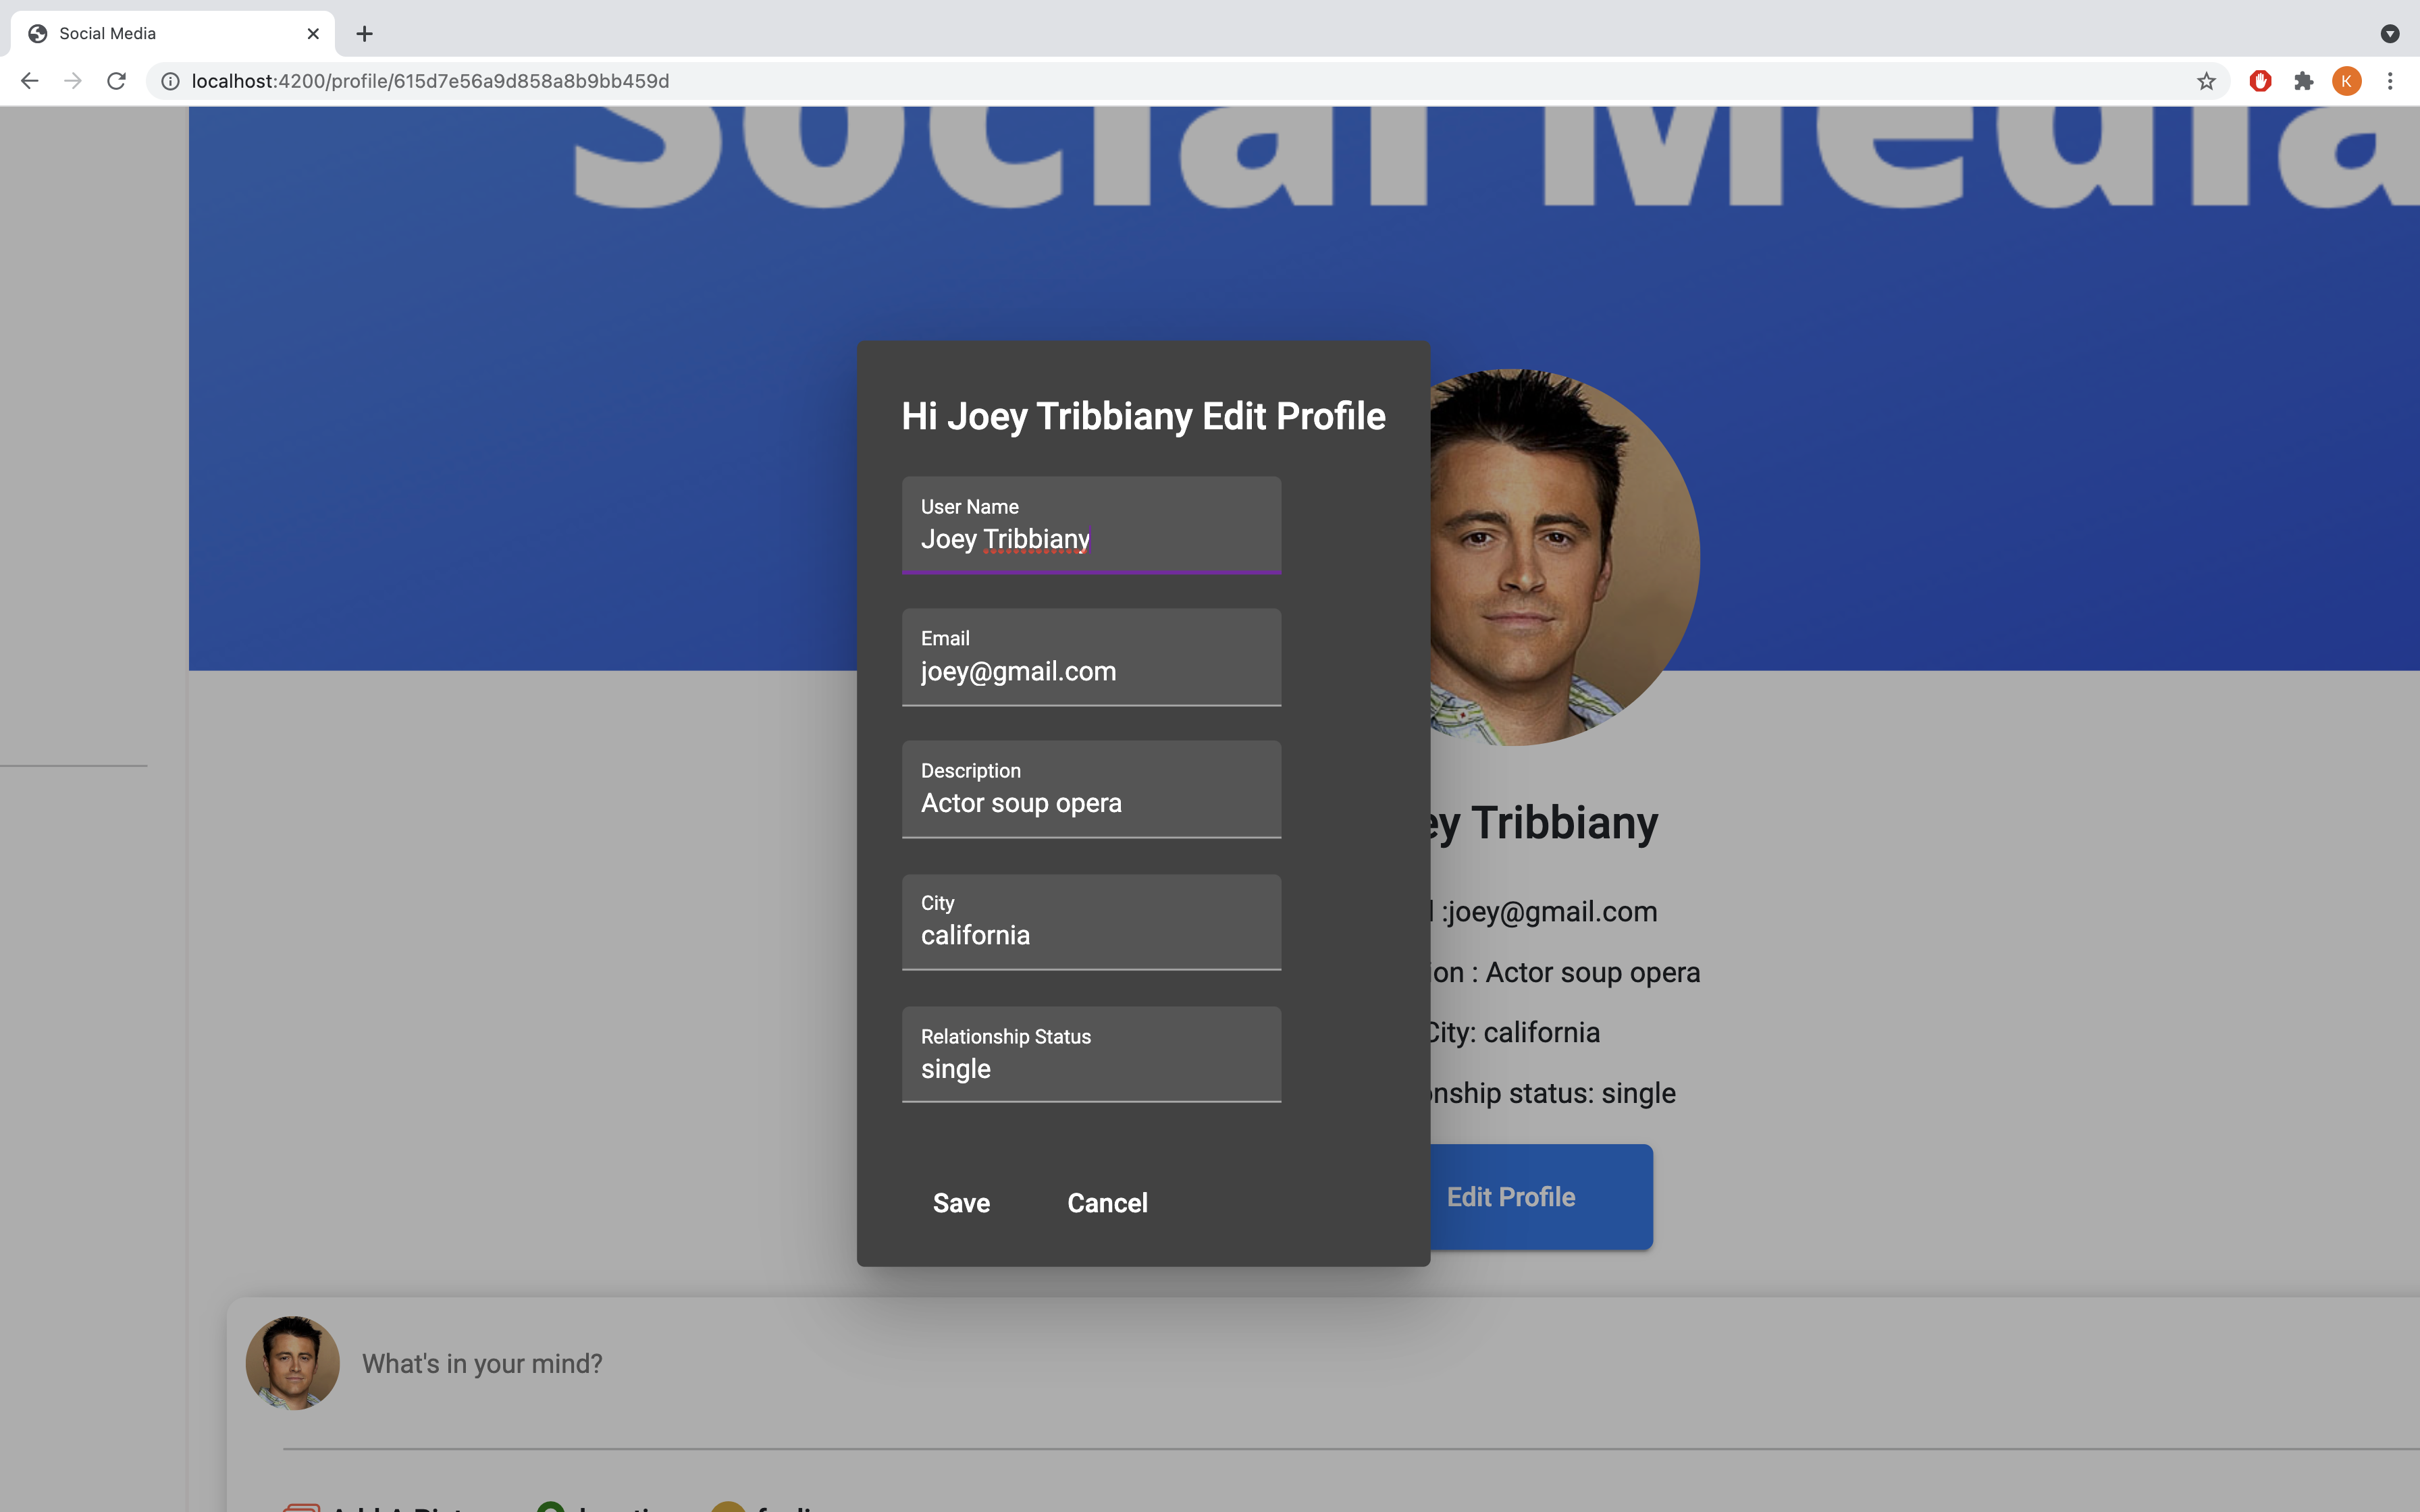 Social Media
localhost:4200/profile/615d7e56a9d858a8b9bb459d
K
Social Media
Hi Joey Tribbiany Edit Profile
User Name
Joey Tribbiany
Email
joey@gmail.com
Description
Actor soup opera
City
california
Relationship Status
single
Save Cancel
ey Tribbiany
l :joey@gmail.com
ion : Actor soup opera
City: california
onship status: single
Edit Profile
What's in your mind?